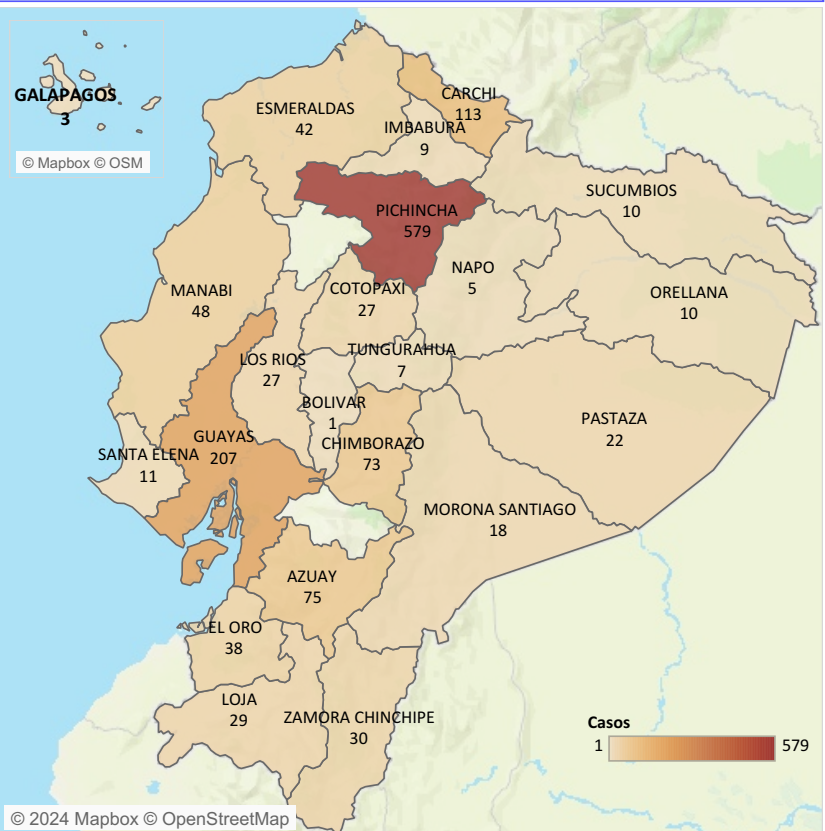 GALAPAGOS
3
© Mapbox © OSM
ESMERALDAS
42
CARCHI
113
IMBABURA
9
SUCUMBIOS
10
PICHINCHA
579
NAPO
5
MANABI
48
COTOPAXI
27
ORELLANA
10
LOS RIOS
27
TUNGURAHUA
7
BOLIVAR
1
PASTAZA
22
GUAYAS
207
CHIMBORAZO
73
SANTA ELENA
11
MORONA SANTIAGO
18
AZUAY
75
EL ORO
38
LOJA
29
ZAMORA CHINCHIPE
30
Casos
1 579
© 2024 Mapbox © OpenStreetMap